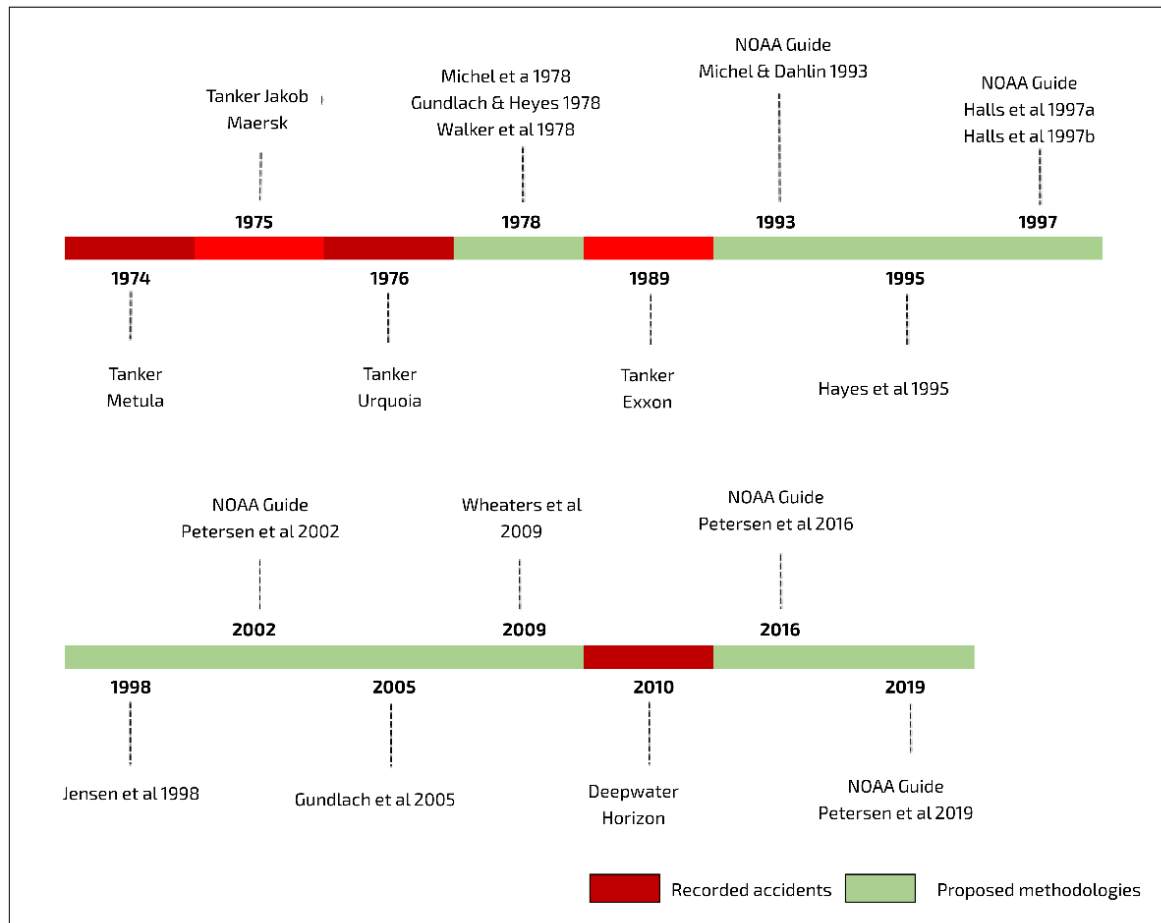 NOAA Guide
Michel & Dahlin 1993
Michel et a 1978
Gundlach & Heyes 1978
Walker et al 1978
NOAA Guide
Halls et al 1997a
Halls et al 1997b
Tanker Jakob
Maersk
1975
1978
1993
1997
1974
1976
1989
1995
Tanker
Metula
Tanker
Urquoia
Tanker
Exxon
Hayes et al 1995
NOAA Guide
Petersen et al 2002
Wheaters et al
2009
NOAA Guide
Petersen et al 2016
2002
2009
2016
1998
2005
2010
2019
Jensen et al 1998
Gundlach et al 2005
Deepwater
Horizon
NOAA Guide
Petersen et al 2019
Recorded accidents
Proposed methodologies